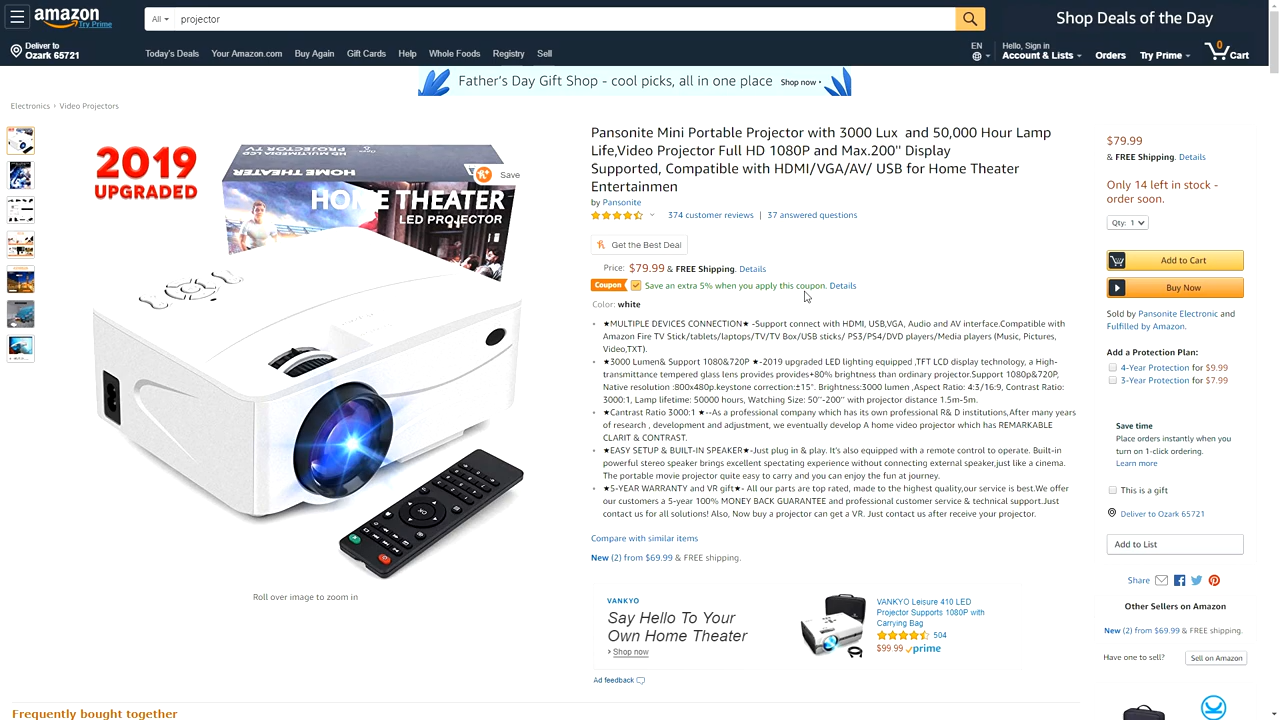 amazon
Try Prime
All
projector
Shop Deals of the Day
Deliver to
Ozark 65721
Today's Deals
Your Amazon.com
Buy Again
Gift Cards
Help
Whole Foods
Registry
Sell
EN
Hello, Sign in
Account & Lists
Orders
Try Prime
0
Cart
Father's Day Gift Shop - cool picks, all in one place
Shop now
Electronics › Video Projectors
2019
UPGRADED
HOME THEATER
HOME THEATER
LED PROJECTOR
Save
OK
Roll over image to zoom in
Pansonite Mini Portable Projector with 3000 Lux and 50,000 Hour Lamp
Life,Video Projector Full HD 1080P and Max.200'' Display
Supported, Compatible with HDMI/VGA/AV/ USB for Home Theater
Entertainmen
by Pansonite
374 customer reviews | 37 answered questions
Get the Best Deal
Price: $79.99 & FREE Shipping. Details
Coupon Save an extra 5% when you apply this coupon. Details
Color: white
★MULTIPLE DEVICES CONNECTION★ -Support connect with HDMI, USB,VGA, Audio and AV interface.Compatible with
Amazon Fire TV Stick/tablets/laptops/TV/TV Box/USB sticks/ PS3/PS4/DVD players/Media players (Music, Pictures,
Video,TXT).
★3000 Lumen& Support 1080&720P ★-2019 upgraded LED lighting equipped ,TFT LCD display technology, a High-
transmittance tempered glass lens provides provides+80% brightness than ordinary projector.Support 1080p&720P,
Native resolution :800x480p.keystone correction:±15°. Brightness:3000 lumen ,Aspect Ratio: 4:3/16:9, Contrast Ratio:
3000:1, Lamp lifetime: 50000 hours, Watching Size: 50''-200'' with projector distance 1.5m-5m.
★Cantrast Ratio 3000:1 ★--As a professional company which has its own professional R& D institutions,After many years
of research , development and adjustment, we eventually develop A home video projector which has REMARKABLE
CLARIT & CONTRAST.
★EASY SETUP & BUILT-IN SPEAKER★-Just plug in & play. It's also equipped with a remote control to operate. Built-in
powerful stereo speaker brings excellent spectating experience without connecting external speaker,just like a cinema.
The portable movie projector quite easy to carry and you can enjoy the fun at journey.
★5-YEAR WARRANTY and VR gift★- All our parts are top rated, made to the highest quality,our service is best.We offer
our customers a 5-year 100% MONEY BACK GUARANTEE and professional customer service & technical support.Just
contact us for all solutions! Also, Now buy a projector can get a VR. Just contact us after receive your projector.
Compare with similar items
New (2) from $69.99 & FREE shipping.
VANKYO
Say Hello To Your
Own Home Theater
› Shop now
VANKYO Leisure 410 LED
Projector Supports 1080P with
Carrying Bag
504
$99.99 prime
Ad feedback
$79.99
& FREE Shipping. Details
Only 14 left in stock -
order soon.
Qty: 1
Add to Cart
Buy Now
Sold by Pansonite Electronic and
Fulfilled by Amazon.
Add a Protection Plan:
4-Year Protection for $9.99
3-Year Protection for $7.99
Save time
Place orders instantly when you
turn on 1-click ordering.
Learn more
This is a gift
Deliver to Ozark 65721
Add to List
Share
Other Sellers on Amazon
New (2) from $69.99 & FREE shipping.
Have one to sell?
Sell on Amazon
Frequently bought together